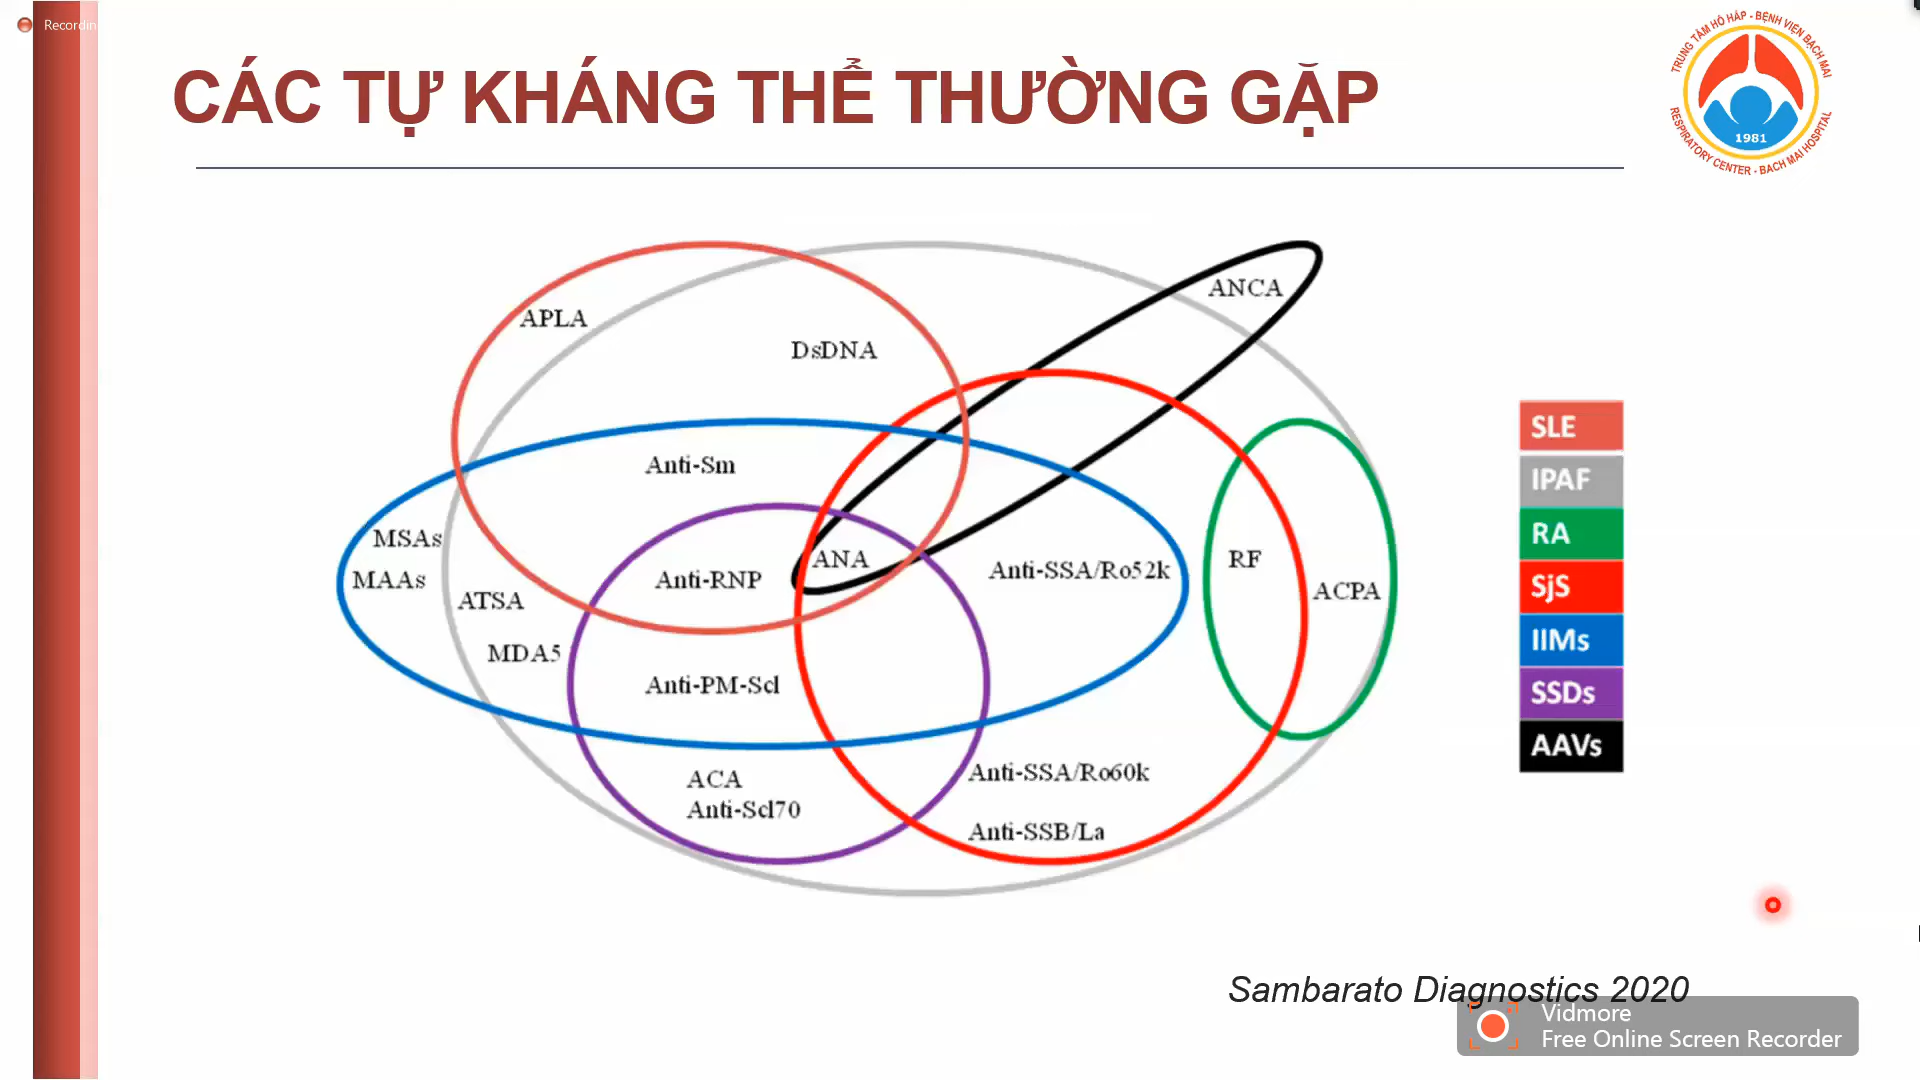 Recordin
CÁC TỰ KHÁNG THỂ THƯỜNG GẶP
TRUNG TÂM HÔ HẤP - BỆNH VIỆN BẠCH MAI
1981
RESPIRATORY CENTER - BACH MAI HOSPITAL
ANCA
APLA
DsDNA
Anti-Sm
MSAs
MAAs
ATSA
MDA5
Anti-RNP
ANA
Anti-SSA/Ro52k
RF
ACPA
Anti-PM-Scl
ACA
Anti-Scl70
Anti-SSA/Ro60k
Anti-SSB/La
SLE
IPAF
RA
SjS
IIMs
SSDs
AAVs
Sambarato Diagnostics 2020
Vidmore
Free Online Screen Recorder